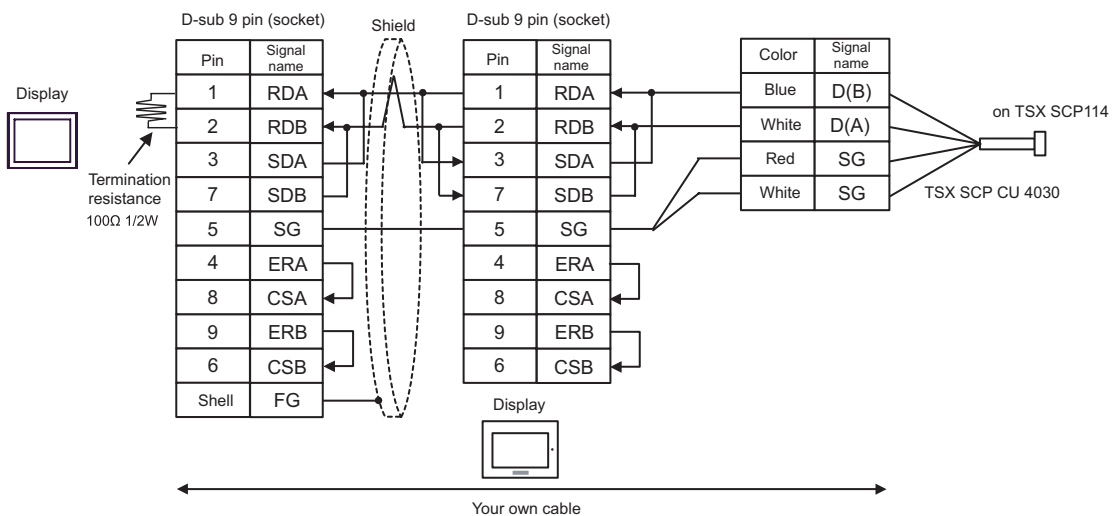 D-sub 9 pin (socket)
Shield
D-sub 9 pin (socket)
Display
Pin Signal name
1 RDA
2 RDB
3 SDA
7 SDB
5 SG
4 ERA
8 CSA
9 ERB
6 CSB
Shell FG
Termination
resistance
100Ω 1/2W
Pin Signal name
1 RDA
2 RDB
3 SDA
7 SDB
5 SG
4 ERA
8 CSA
9 ERB
6 CSB
Display
Color Signal name
Blue D(B)
White D(A)
Red SG
White SG
on TSX SCP114
TSX SCP CU 4030
Your own cable